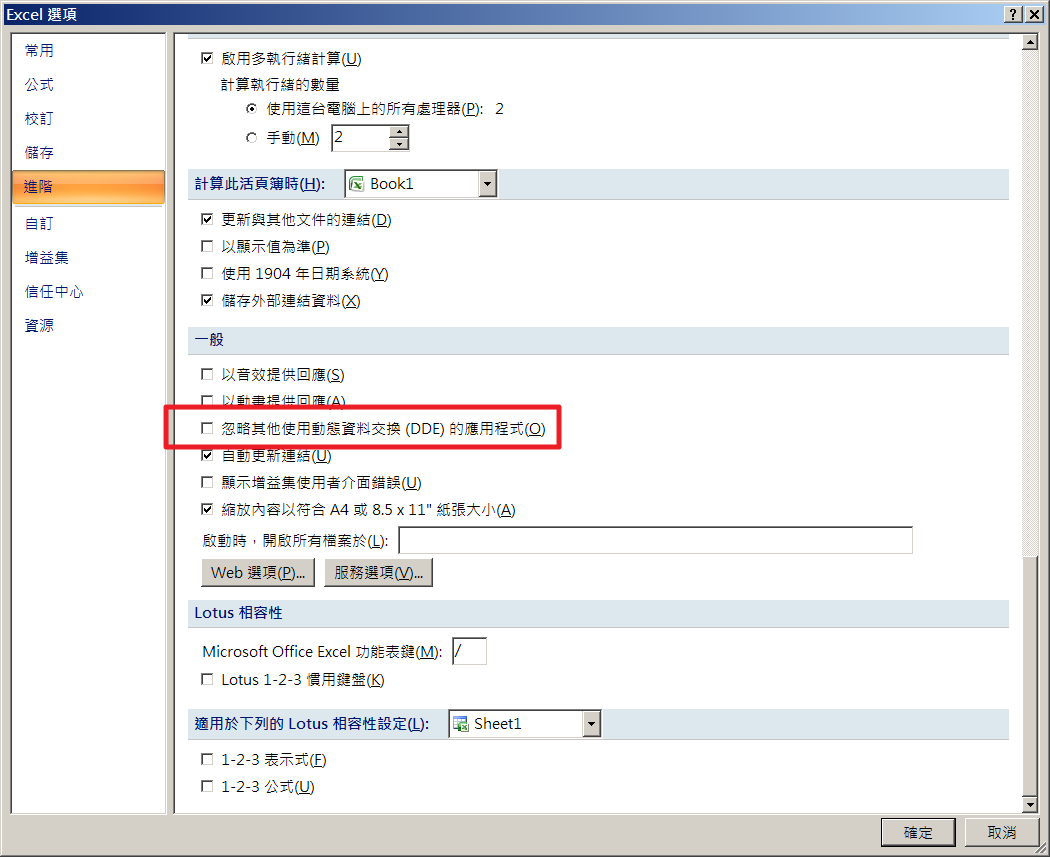 Excel 選項
常用
公式
校訂
儲存
進階
自訂
增益集
信任中心
資源
啟用多執行緒計算(U)
計算執行緒的數量
使用這台電腦上的所有處理器(P): 2
手動(M) 2
計算此活頁簿時(H): Book1
更新與其他文件的連結(D)
以顯示值為準(P)
使用 1904 年日期系統(Y)
儲存外部連結資料(X)
一般
以音效提供回應(S)
以動畫提供回應(A)
忽略其他使用動態資料交換 (DDE) 的應用程式(O)
自動更新連結(U)
顯示增益集使用者介面錯誤(U)
縮放內容以符合 A4 或 8.5 x 11" 紙張大小(A)
啟動時，開啟所有檔案於(L):
Web 選項(P)... 服務選項(V)...
Lotus 相容性
Microsoft Office Excel 功能表鍵(M): /
Lotus 1-2-3 慣用鍵盤(K)
適用於下列的 Lotus 相容性設定(L): Sheet1
1-2-3 表示式(F)
1-2-3 公式(U)
確定 取消